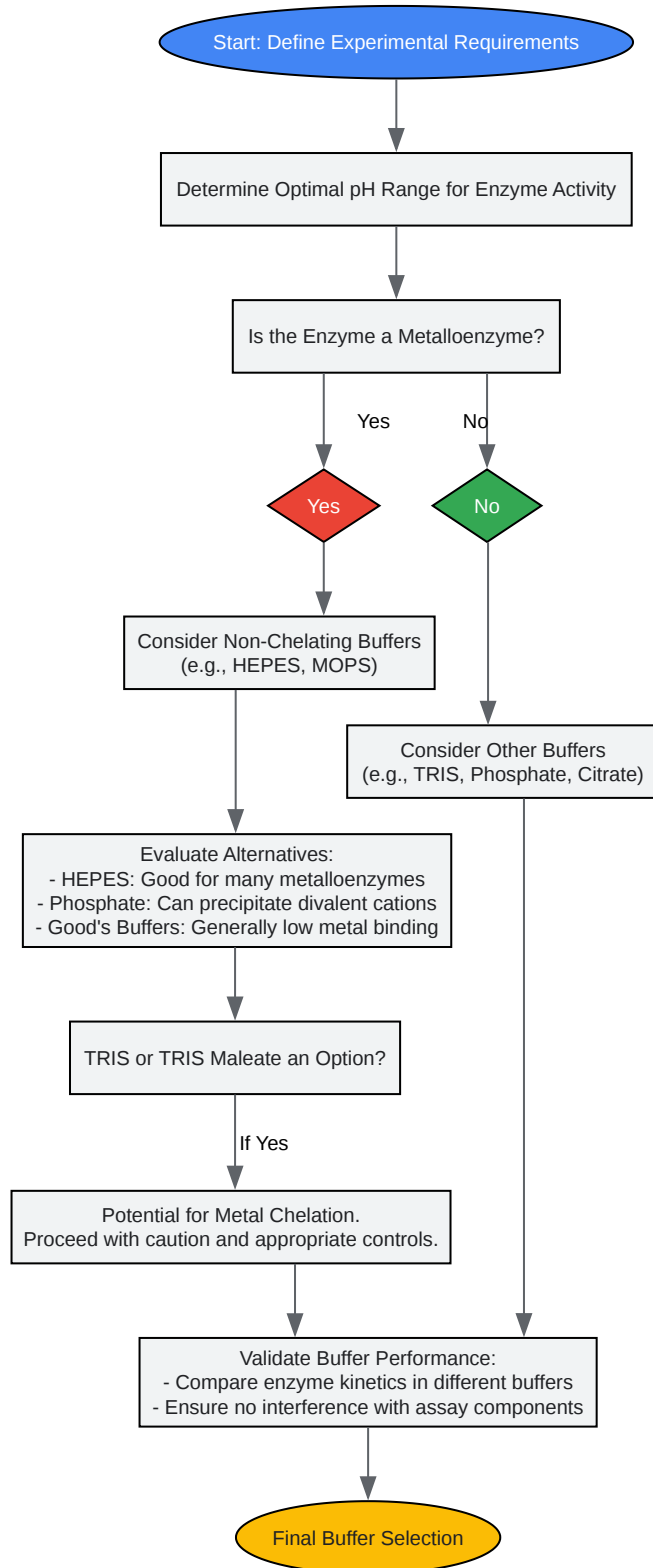 Start: Define Experimental Requirements
Determine Optimal pH Range for Enzyme Activity
Is the Enzyme a Metalloenzyme?
Yes
No
Yes
No
Consider Non-Chelating Buffers
(e.g., HEPES, MOPS)
Consider Other Buffers
(e.g., TRIS, Phosphate, Citrate)
Evaluate Alternatives:
- HEPES: Good for many metalloenzymes
- Phosphate: Can precipitate divalent cations
- Good's Buffers: Generally low metal binding
TRIS or TRIS Maleate an Option?
If Yes
Potential for Metal Chelation.
Proceed with caution and appropriate controls.
Validate Buffer Performance:
- Compare enzyme kinetics in different buffers
- Ensure no interference with assay components
Final Buffer Selection